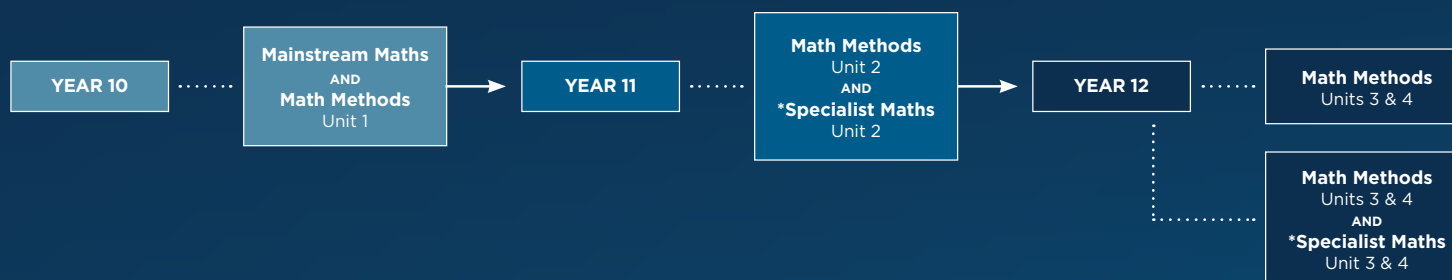 YEAR 10
Mainstream Maths
AND
Math Methods
Unit 1
YEAR 11
Math Methods
Unit 2
AND
*Specialist Maths
Unit 2
YEAR 12
Math Methods
Units 3 & 4
Math Methods
Units 3 & 4
AND
*Specialist Maths
Unit 3 & 4